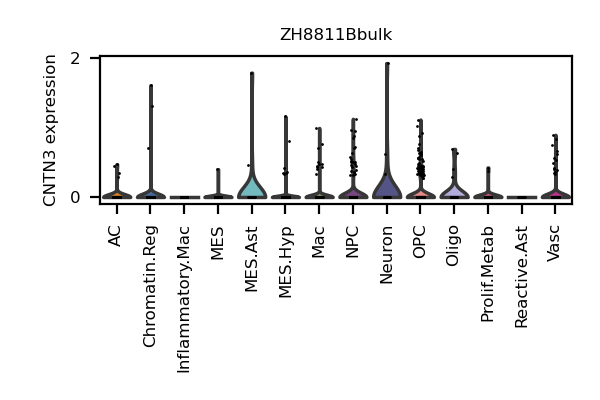 ZH8811Bbulk
CNTN3 expression
2
0
AC
Chromatin.Reg
Inflammatory.Mac
MES
MES.Ast
MES.Hyp
Mac
NPC
Neuron
OPC
Oligo
Prolif.Metab
Reactive.Ast
Vasc